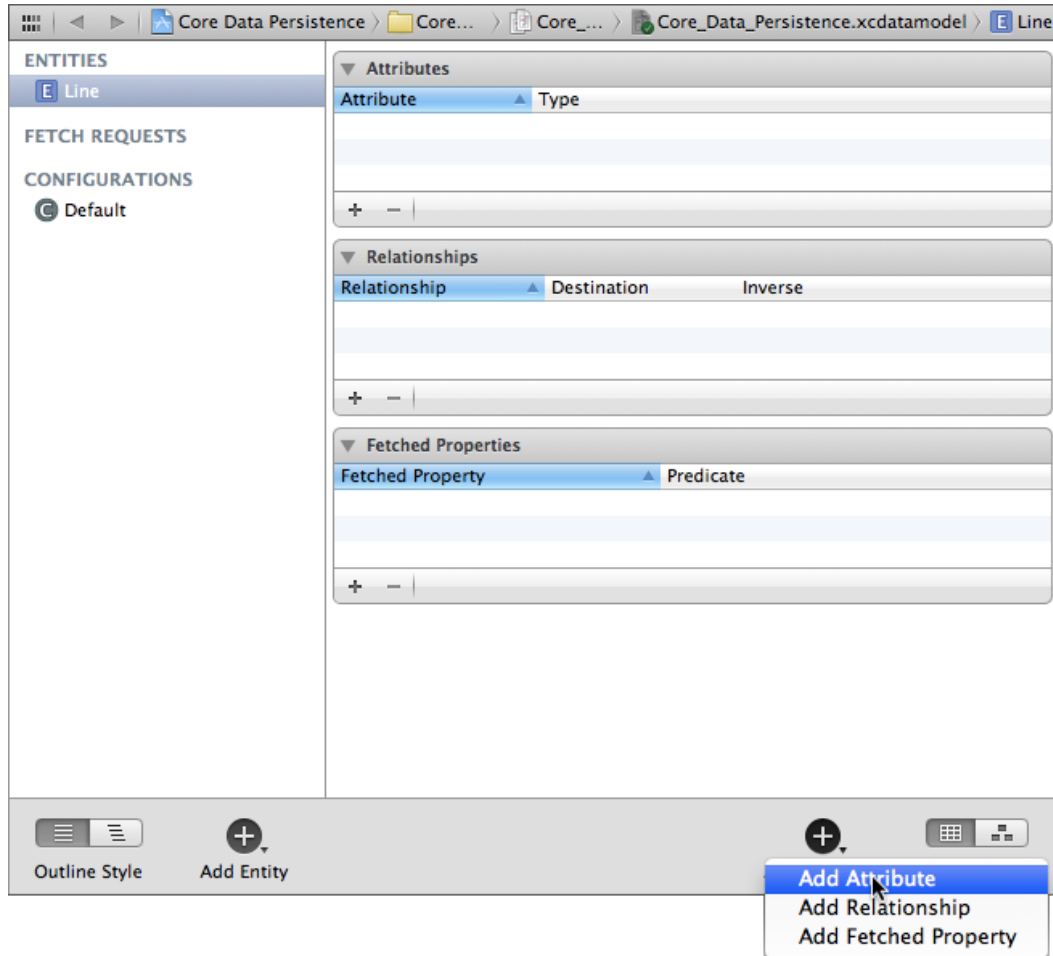 Core Data Persistence Core... Core_... Core_Data_Persistence.xcdatamodel E Line
ENTITIES
E Line
FETCH REQUESTS
CONFIGURATIONS
C Default
Attributes
Attribute Type
+ −
Relationships
Relationship Destination Inverse
+ −
Fetched Properties
Fetched Property Predicate
+ −
Outline Style
Add Entity
Add Attribute
Add Relationship
Add Fetched Property